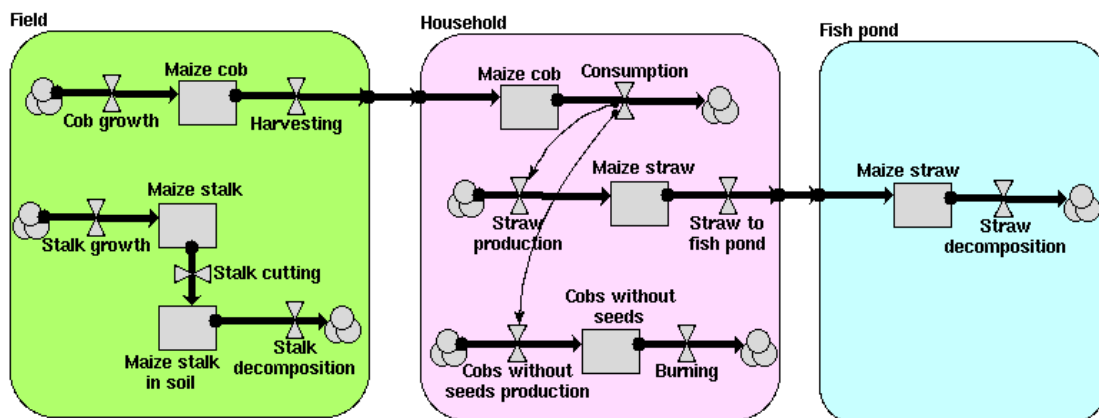 Field
Household
Fish pond
Maize cob
Cob growth
Harvesting
Maize stalk
Stalk growth
Stalk cutting
Maize stalk
in soil
Stalk
decomposition
Maize cob
Consumption
Maize straw
Straw
production
Straw to
fish pond
Cobs without
seeds
Cobs without
seeds production
Burning
Maize straw
Straw
decomposition